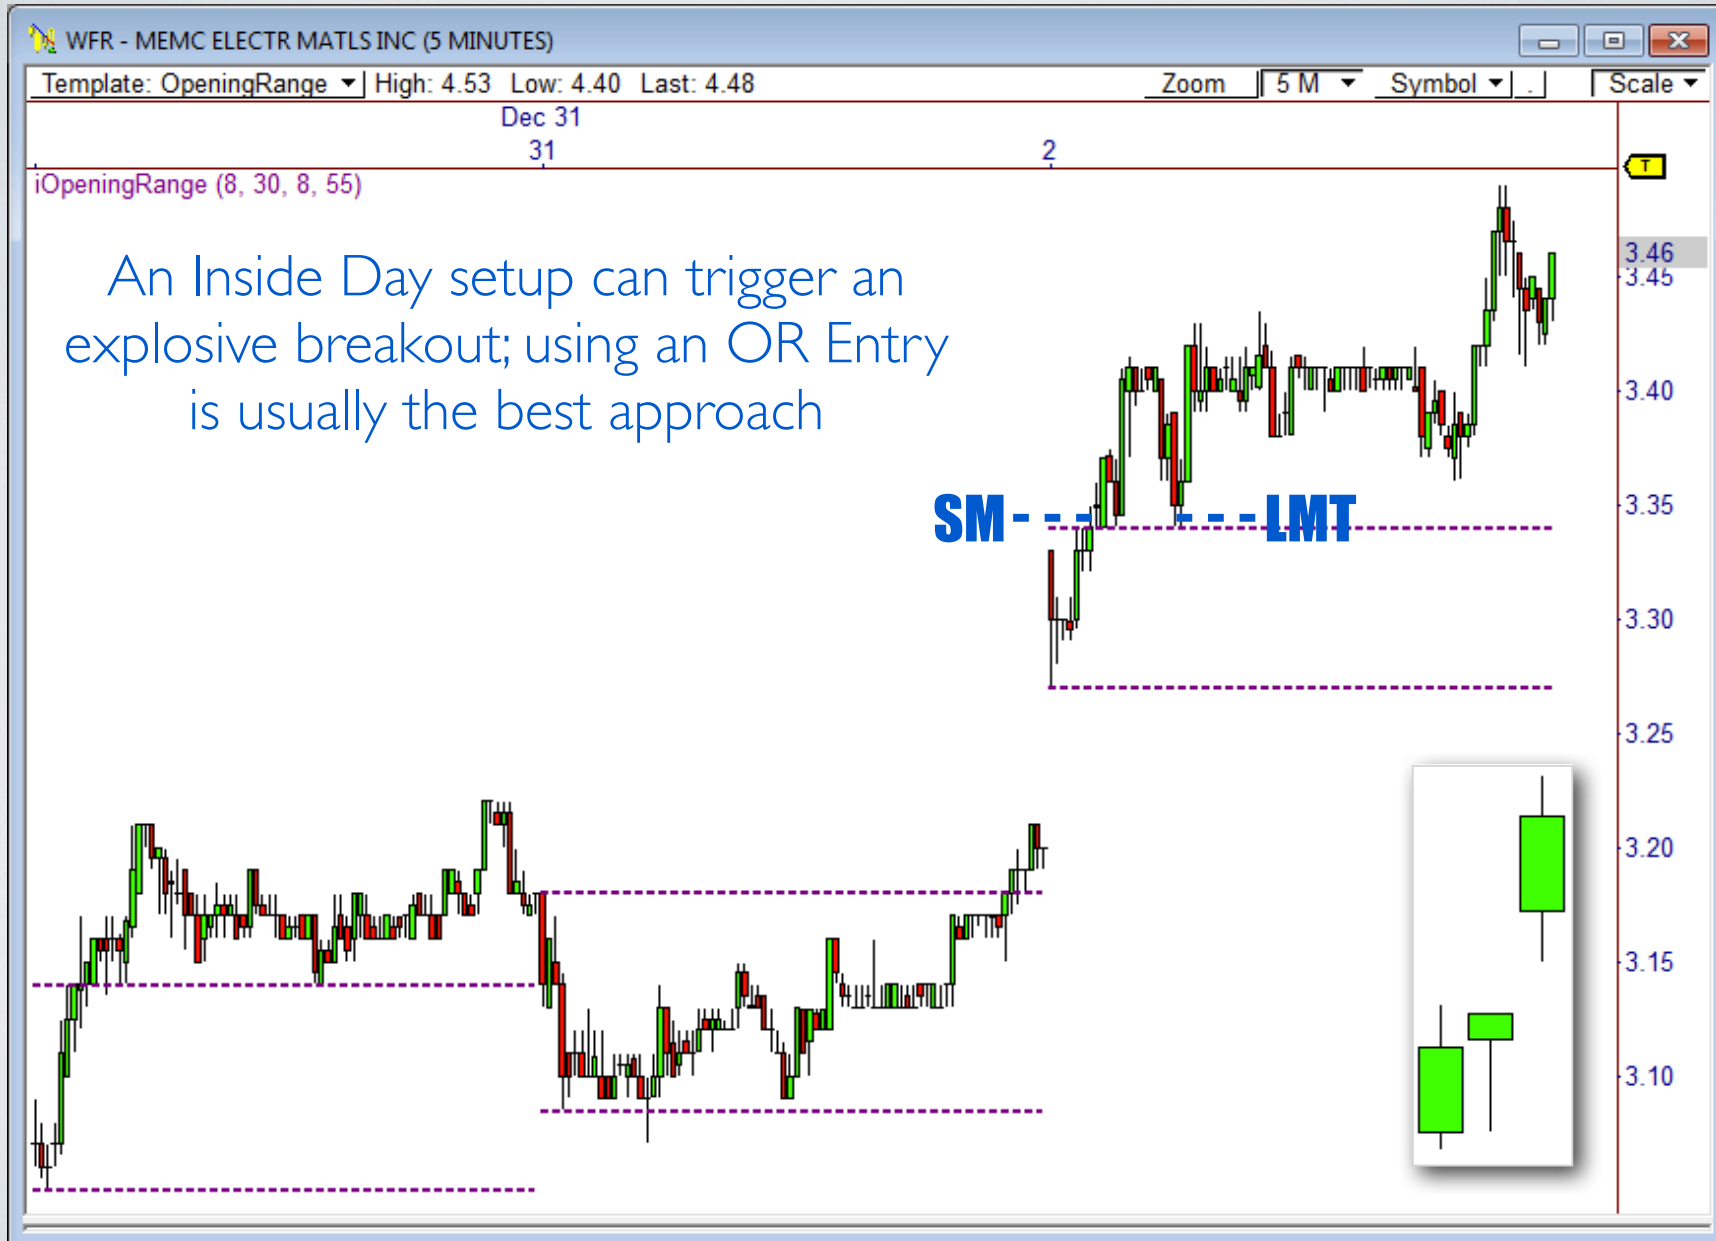 WFR - MEMC ELECTR MATLS INC (5 MINUTES)
Template: OpeningRange High: 4.53 Low: 4.40 Last: 4.48 Zoom 5 M Symbol . Scale
Dec 31
31 2
T
iOpeningRange (8, 30, 8, 55)
An Inside Day setup can trigger an
explosive breakout; using an OR Entry
is usually the best approach
3.46
3.45
3.40
SM LMT
3.35
3.30
3.25
3.20
3.15
3.10